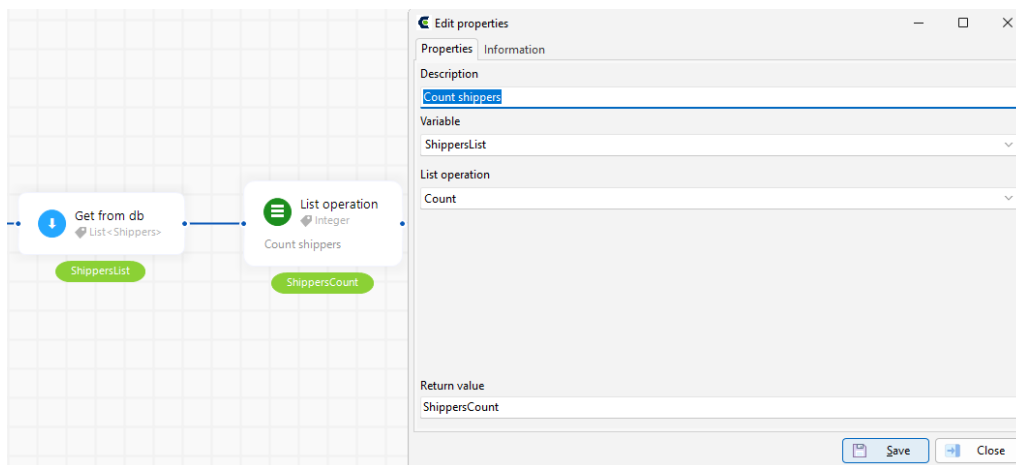 Get from db
List<Shippers>
ShippersList
List operation
Integer
Count shippers
ShippersCount
Edit properties
Properties
Information
Description
Count shippers
Variable
ShippersList
List operation
Count
Return value
ShippersCount
Save
Close